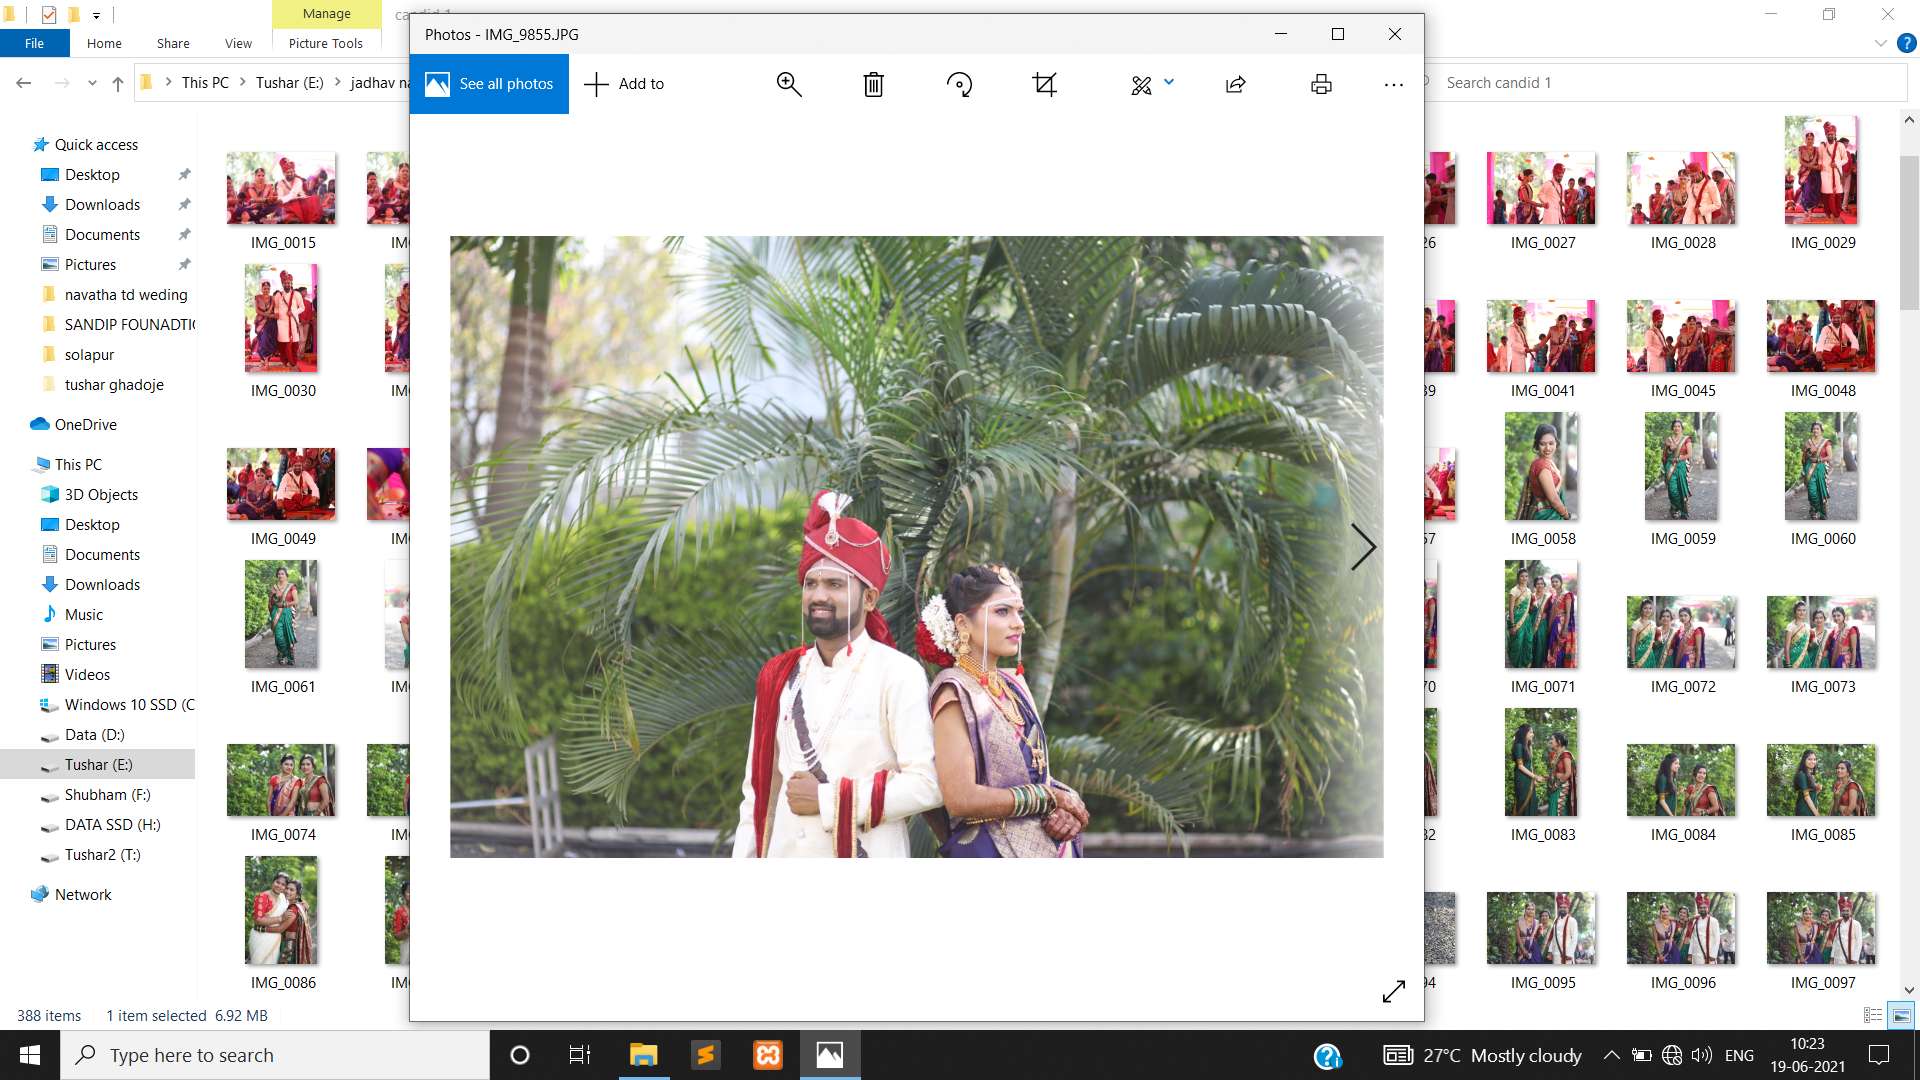 Manage
candid 1
File
Home
Share
View
Picture Tools
This PC
Tushar (E:)
jadhav na
Search candid 1
Photos - IMG_9855.JPG
See all photos
Add to
Quick access
Desktop
Downloads
Documents
Pictures
navatha td weding
SANDIP FOUNADTI
solapur
tushar ghadoje
OneDrive
This PC
3D Objects
Desktop
Documents
Downloads
Music
Pictures
Videos
Windows 10 SSD (C
Data (D:)
Tushar (E:)
Shubham (F:)
DATA SSD (H:)
Tushar2 (T:)
Network
IMG_0015
IM
26
IMG_0027
IMG_0028
IMG_0029
IMG_0030
IM
39
IMG_0041
IMG_0045
IMG_0048
IMG_0049
IM
57
IMG_0058
IMG_0059
IMG_0060
IMG_0061
IM
70
IMG_0071
IMG_0072
IMG_0073
IMG_0074
IM
82
IMG_0083
IMG_0084
IMG_0085
IMG_0086
IM
94
IMG_0095
IMG_0096
IMG_0097
388 items
1 item selected 6.92 MB
Type here to search
27°C Mostly cloudy
ENG
10:23
19-06-2021